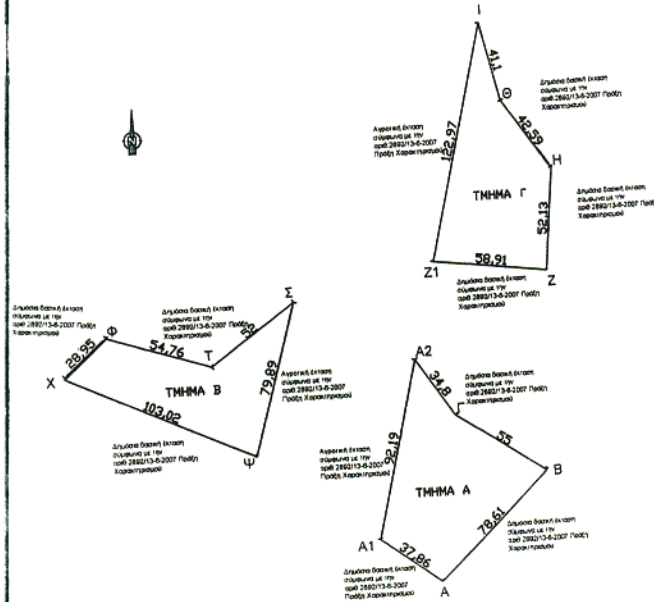 Ι
41,1
Θ
Δημόσια δασική έκταση
σύμφωνα με την
αριθ 2892/13-6-2007 Πράξη
Χαρακτηρισμού
42,59
Αγροτική έκταση
σύμφωνα με την
αριθ 2892/13-6-2007
Πράξη Χαρακτηρισμού
122,97
Η
ΤΜΗΜΑ Γ
Δημόσια δασική έκταση
σύμφωνα με την
αριθ 2892/13-6-2007 Πράξη
Χαρακτηρισμού
52,13
Ζ1
58,91
Ζ
Δημόσια δασική έκταση
σύμφωνα με την
αριθ 2892/13-6-2007 Πράξη
Χαρακτηρισμού
Σ
Δημόσια δασική έκταση
σύμφωνα με την
αριθ 2892/13-6-2007 Πράξη
Χαρακτηρισμού
Δημόσια δασική έκταση
σύμφωνα με την
αριθ 2892/13-6-2007 Πράξη
Χαρακτηρισμού
Φ
28,95
54,76
Τ
Χ
ΤΜΗΜΑ Β
79,89
Αγροτική έκταση
σύμφωνα με την
αριθ 2892/13-6-2007
Πράξη Χαρακτηρισμού
103,02
Δημόσια δασική έκταση
σύμφωνα με την
αριθ 2892/13-6-2007 Πράξη
Χαρακτηρισμού
Ψ
Α2
34,8
Δημόσια δασική έκταση
σύμφωνα με την
αριθ 2892/13-6-2007 Πράξη
Χαρακτηρισμού
55
92,19
Αγροτική έκταση
σύμφωνα με την
αριθ 2892/13-6-2007
Πράξη Χαρακτηρισμού
Β
ΤΜΗΜΑ Α
78,61
Δημόσια δασική έκταση
σύμφωνα με την
αριθ 2892/13-6-2007 Πράξη
Χαρακτηρισμού
Α1
37,86
Α
Δημόσια δασική έκταση
σύμφωνα με την
αριθ 2892/13-6-2007
Πράξη Χαρακτηρισμού